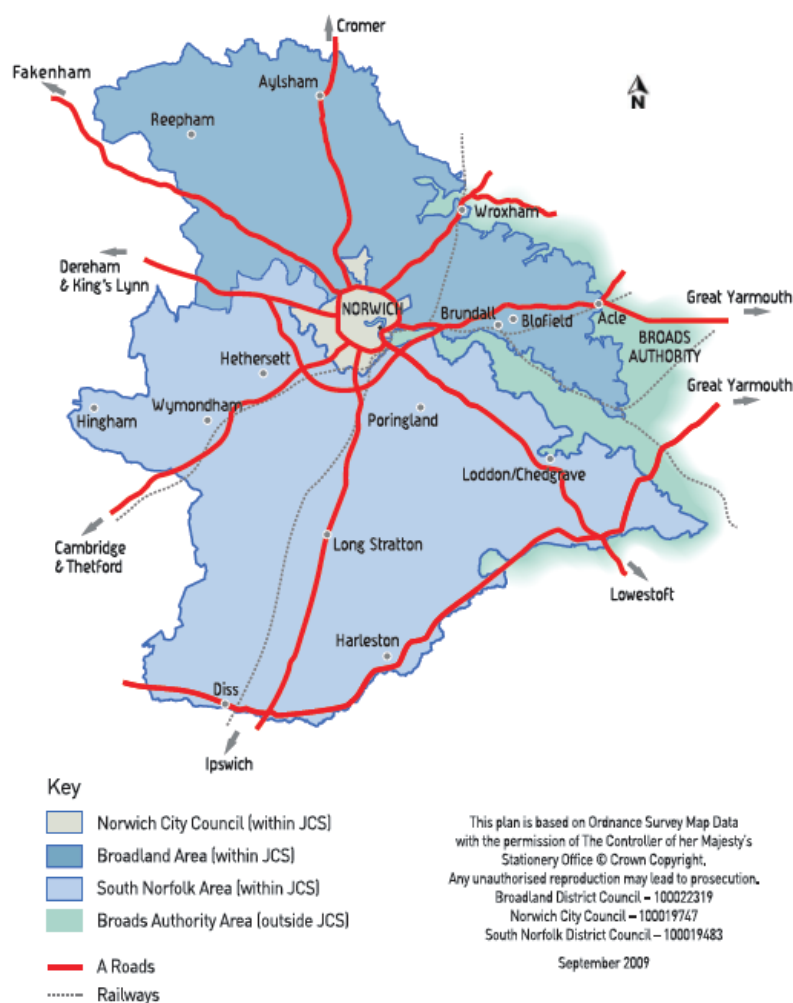 Cromer
Fakenham
Aylsham
N
Reepham
Wroxham
Dereham
& King's Lynn
Great Yarmouth
NORWICH
Brundall
Blofield
Acle
BROADS
AUTHORITY
Hethersett
Great Yarmouth
Hingham
Wymondham
Poringland
Loddon/Chedgrave
Cambridge
& Thetford
Long Stratton
Lowestoft
Harleston
Diss
Ipswich
Key
Norwich City Council (within JCS)
Broadland Area (within JCS)
South Norfolk Area (within JCS)
Broads Authority Area (outside JCS)
A Roads
Railways
This plan is based on Ordnance Survey Map Data
with the permission of The Controller of her Majesty's
Stationery Office © Crown Copyright.
Any unauthorised reproduction may lead to prosecution.
Broadland District Council – 100022319
Norwich City Council – 100019747
South Norfolk District Council – 100019483
September 2009